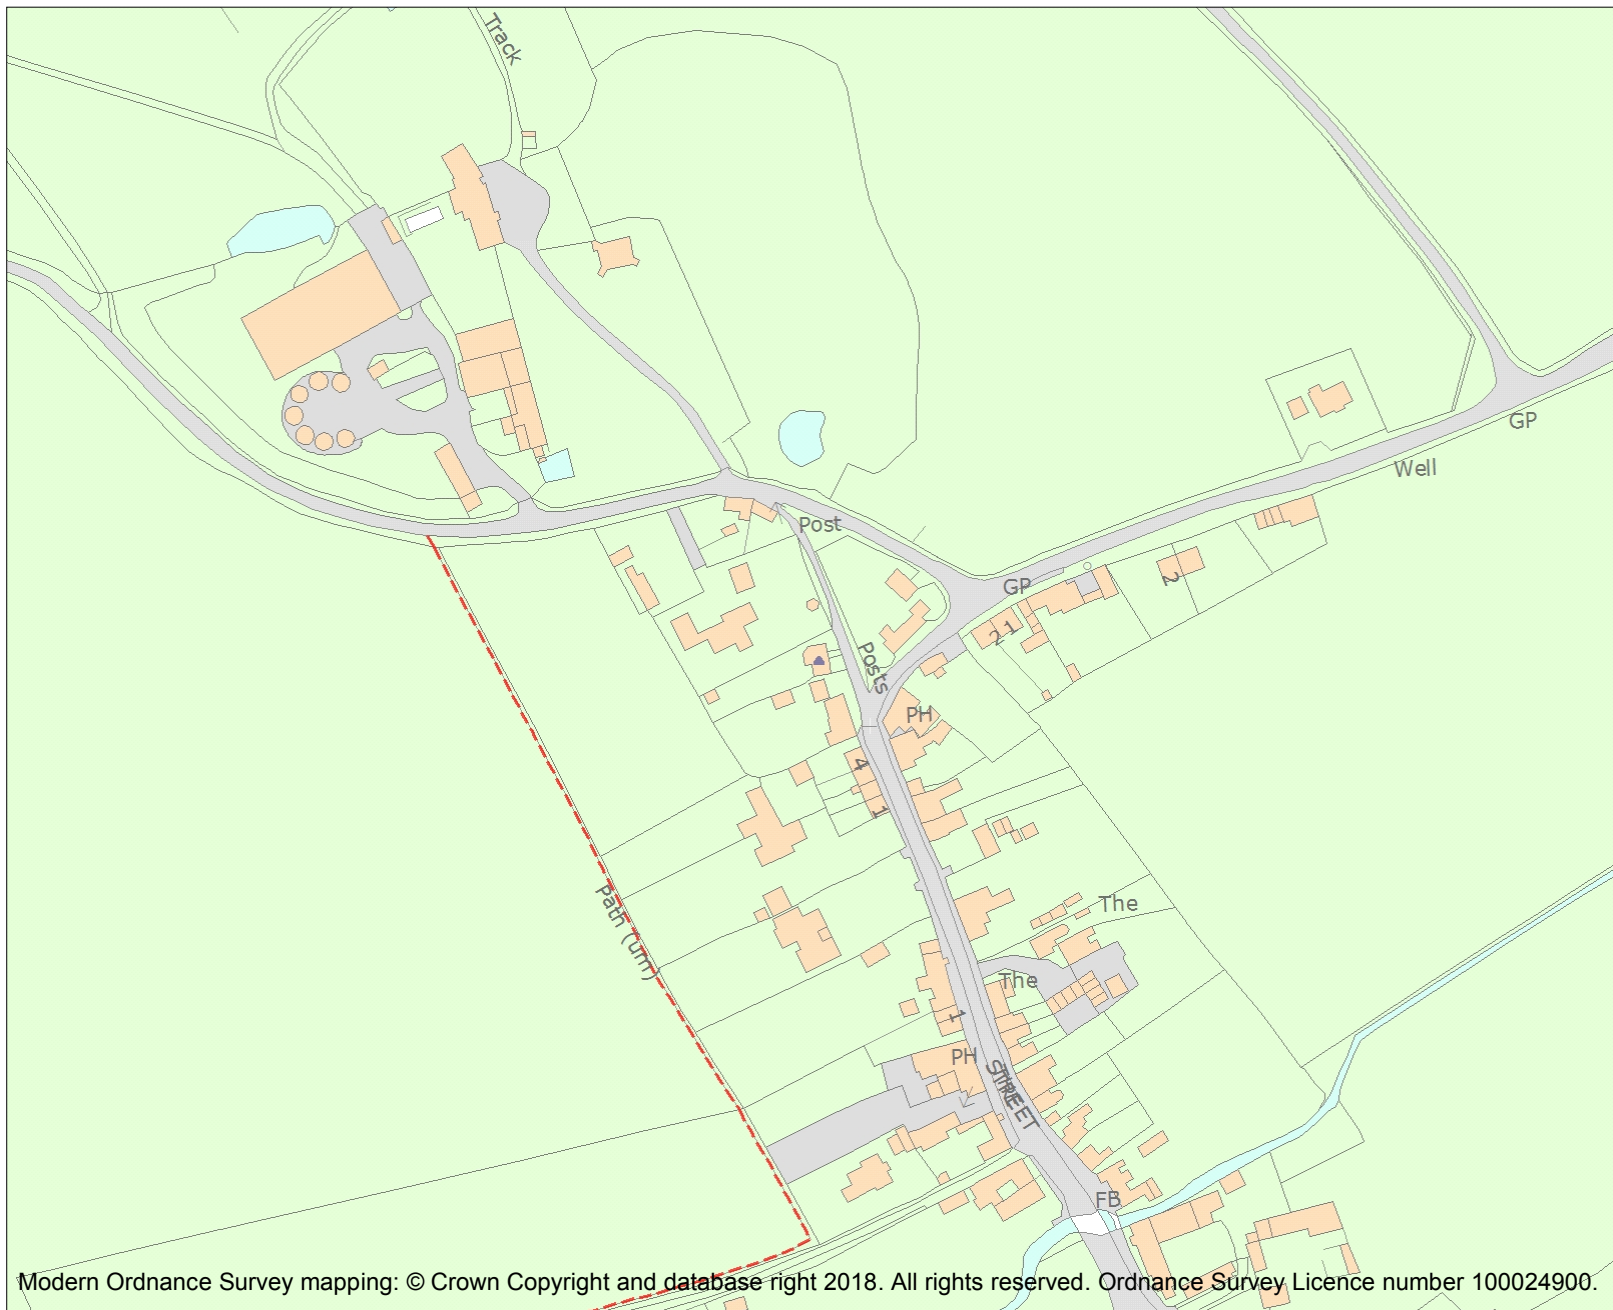 Track
GP
Well
Post
GP
2
2 1
Posts
PH
4
1
Path (um)
The
The
1
PH
STREET
FB
Modern Ordnance Survey mapping: © Crown Copyright and database right 2018. All rights reserved. Ordnance Survey Licence number 100024900.